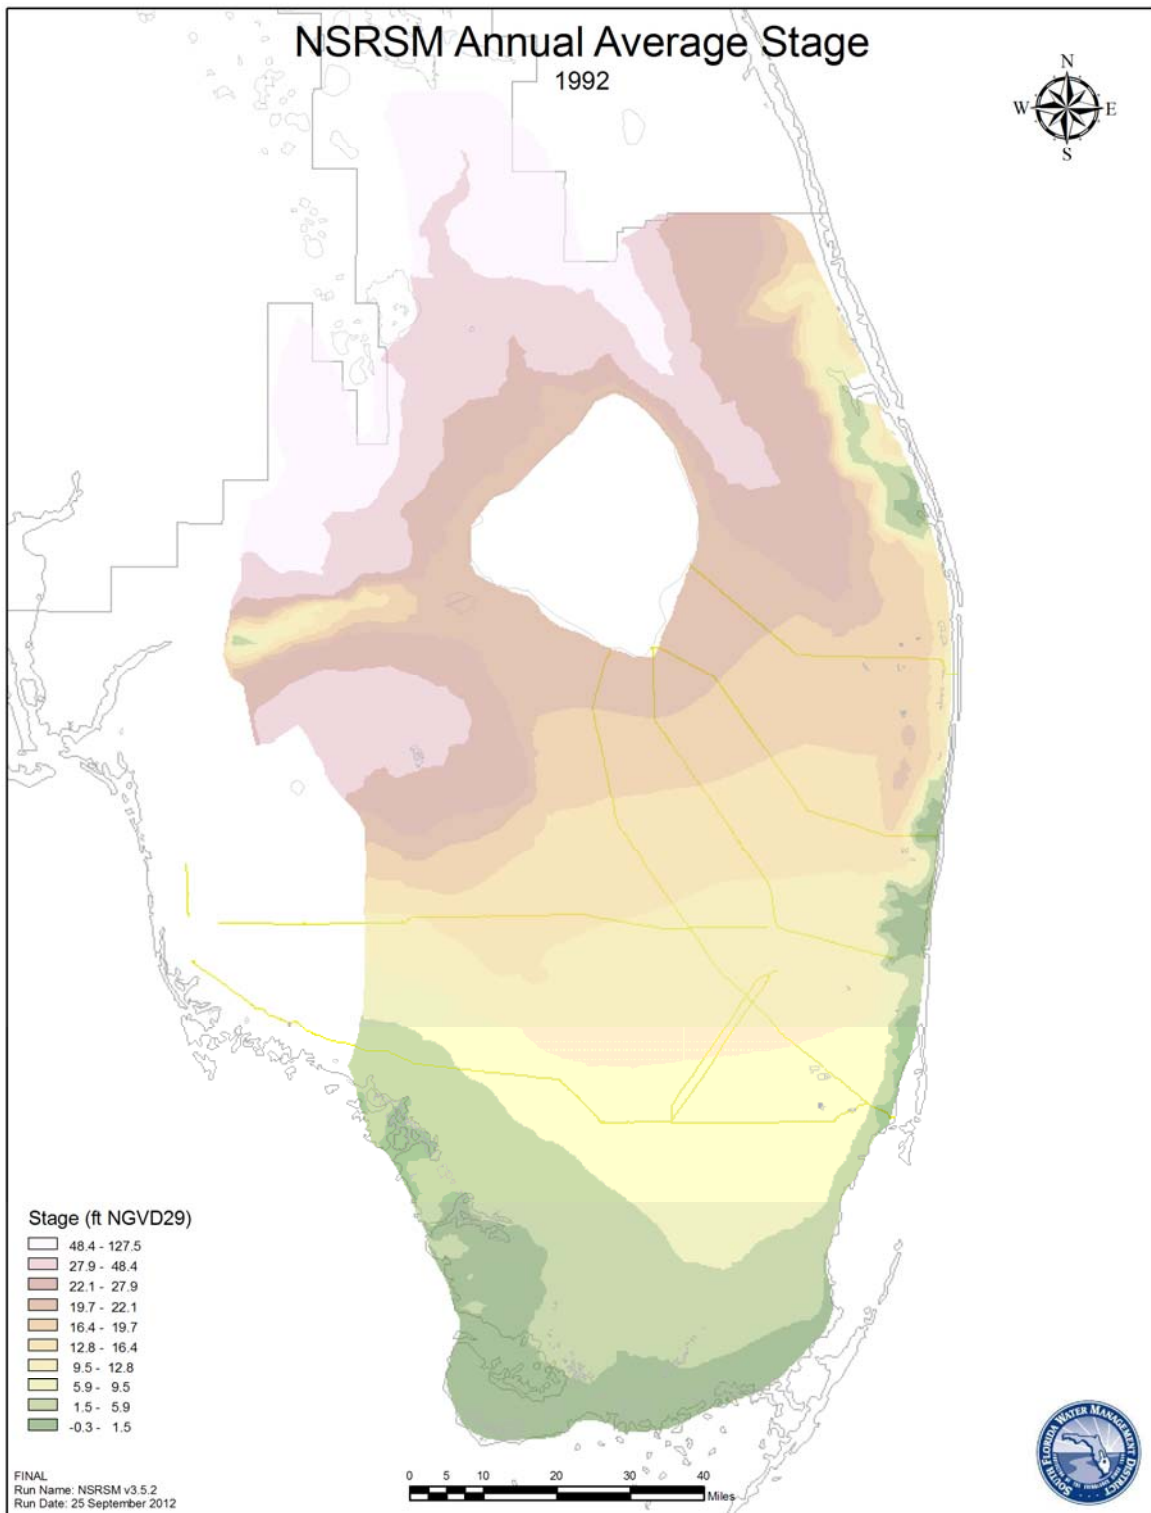 NSRSM Annual Average Stage
1992
N
W E
S
Stage (ft NGVD29)
48.4 - 127.5
27.9 - 48.4
22.1 - 27.9
19.7 - 22.1
16.4 - 19.7
12.8 - 16.4
9.5 - 12.8
5.9 - 9.5
1.5 - 5.9
-0.3 - 1.5
FINAL
Run Name: NSRSM v3.5.2
Run Date: 25 September 2012
0 5 10 20 30 40
Miles
SOUTH FLORIDA WATER MANAGEMENT DISTRICT